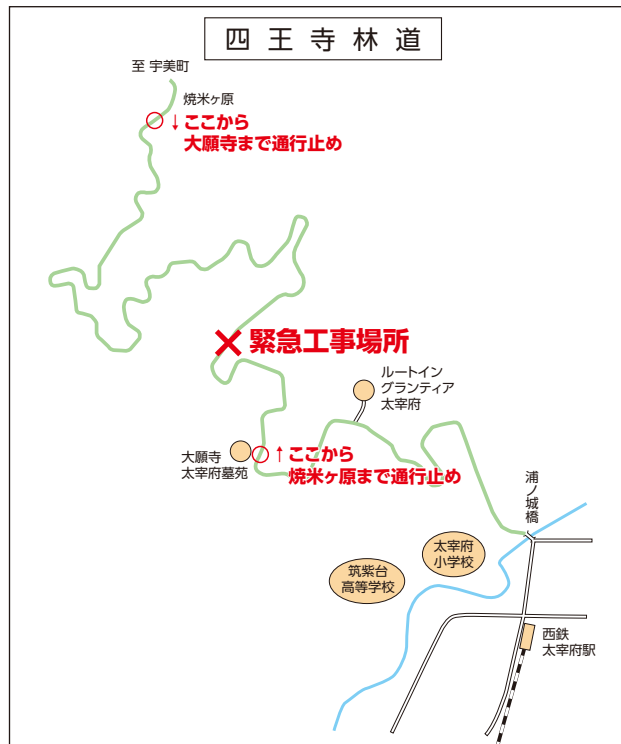 四王寺林道
至 宇美町
焼米ヶ原
↓ここから
大願寺まで通行止め
緊急工事場所
ルートイン
グランティア
太宰府
大願寺
太宰府墓苑
↑ここから
焼米ヶ原まで通行止め
浦ノ城橋
太宰府
小学校
筑紫台
高等学校
西鉄
太宰府駅